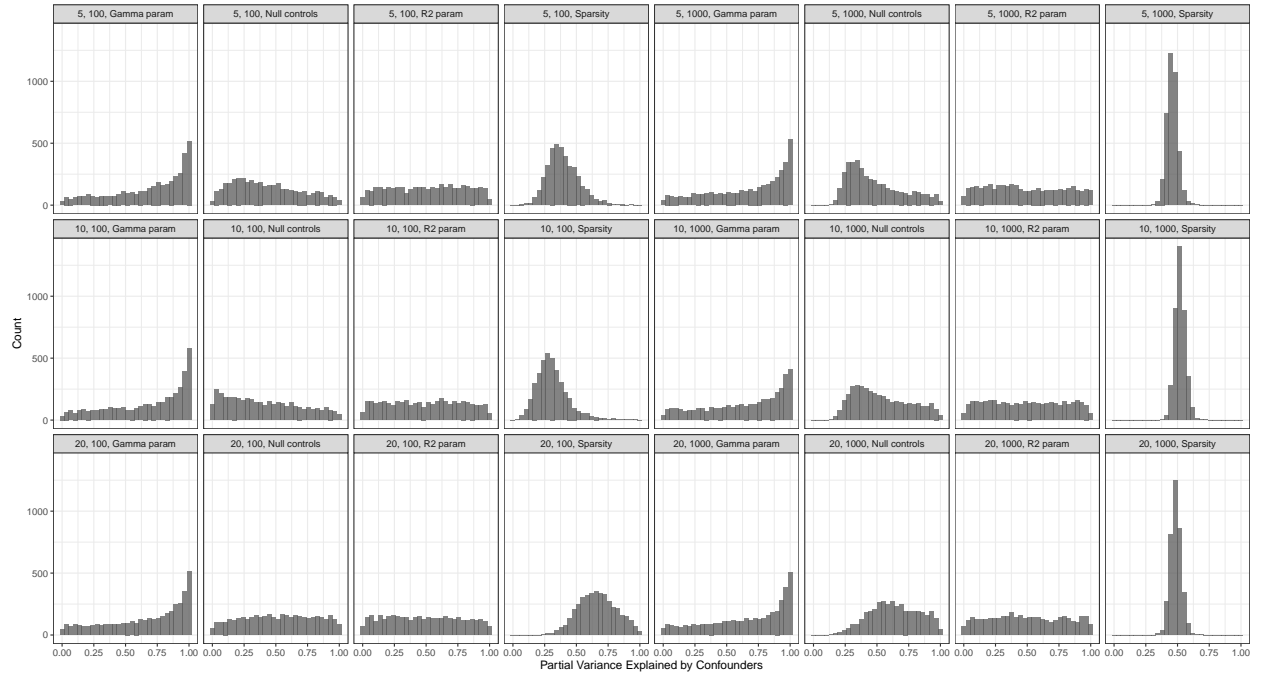 5, 100, Gamma param
5, 100, Null controls
5, 100, R2 param
5, 100, Sparsity
5, 1000, Gamma param
5, 1000, Null controls
5, 1000, R2 param
5, 1000, Sparsity
1000
500
0
10, 100, Gamma param
10, 100, Null controls
10, 100, R2 param
10, 100, Sparsity
10, 1000, Gamma param
10, 1000, Null controls
10, 1000, R2 param
10, 1000, Sparsity
Count
1000
500
0
20, 100, Gamma param
20, 100, Null controls
20, 100, R2 param
20, 100, Sparsity
20, 1000, Gamma param
20, 1000, Null controls
20, 1000, R2 param
20, 1000, Sparsity
1000
500
0
0.00 0.25 0.50 0.75 1.00
0.00 0.25 0.50 0.75 1.00
0.00 0.25 0.50 0.75 1.00
0.00 0.25 0.50 0.75 1.00
0.00 0.25 0.50 0.75 1.00
0.00 0.25 0.50 0.75 1.00
0.00 0.25 0.50 0.75 1.00
0.00 0.25 0.50 0.75 1.00
Partial Variance Explained by Confounders